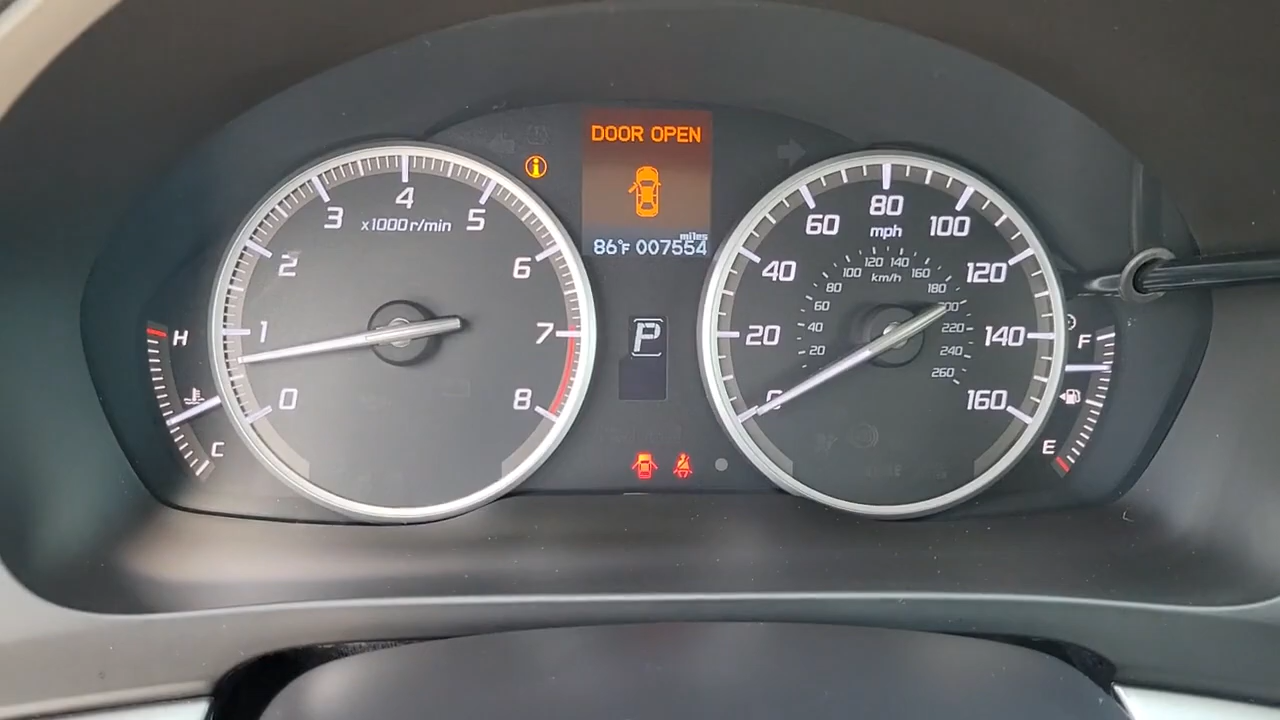 DOOR OPEN
miles
86°F 007554
4
3
5
x1000 r/min
2
6
1
7
0
8
H
C
P
80
60
100
mph
40
120
20
140
0
160
120
140
100
160
km/h
80
180
60
200
40
220
20
240
260
F
E